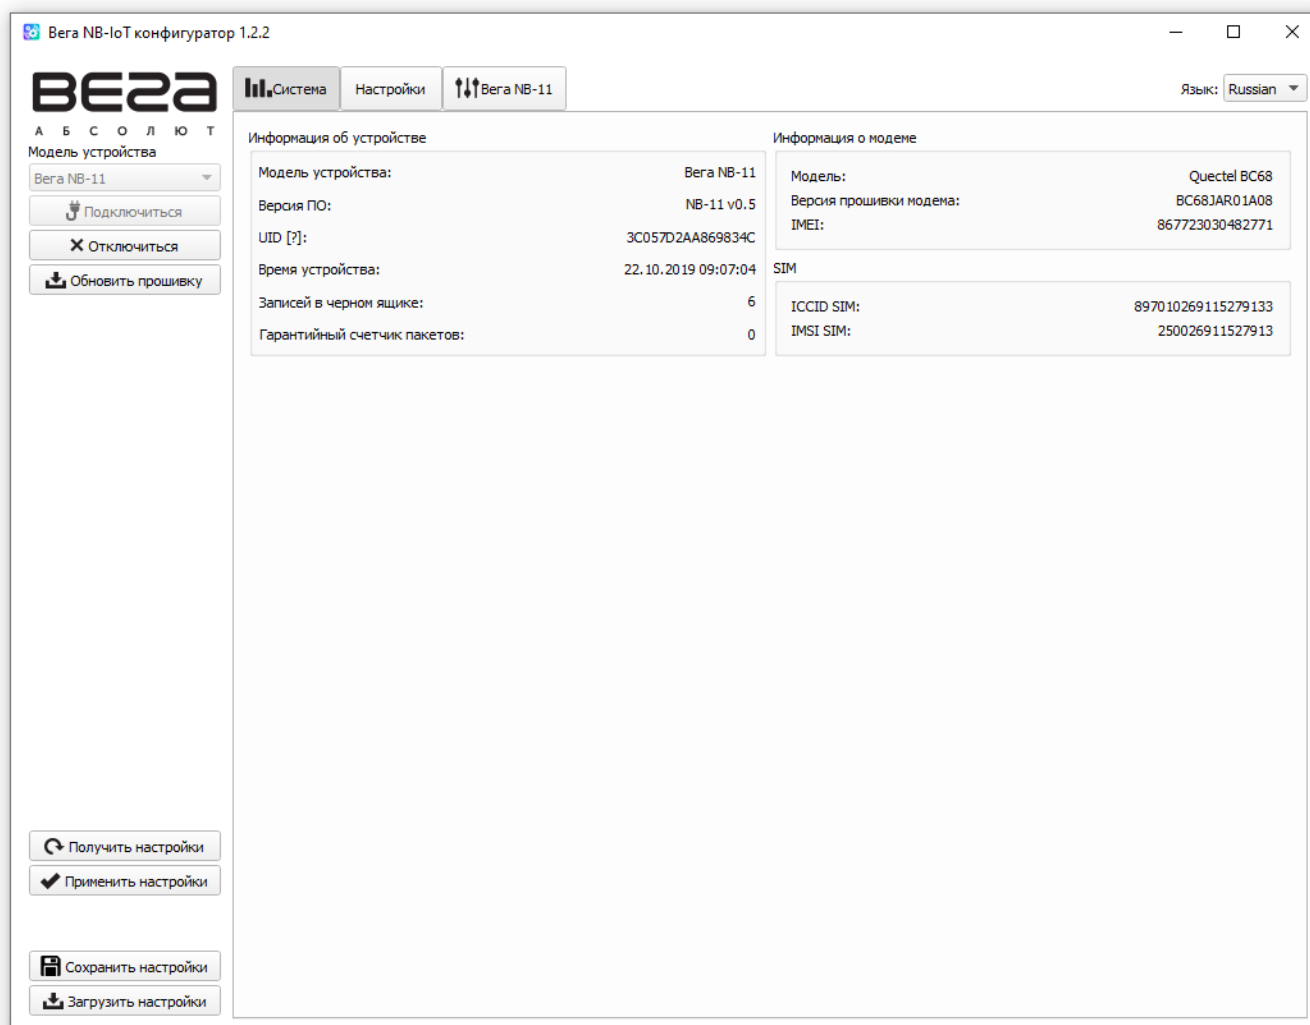 Вега NB-IoT конфигуратор 1.2.2
ВЕГА
АБСОЛЮТ
Модель устройства
Вега NB-11
Подключиться
Отключиться
Обновить прошивку
Получить настройки
Применить настройки
Сохранить настройки
Загрузить настройки
Система Настройки Вега NB-11 Язык: Russian
Информация об устройстве
Модель устройства: Вега NB-11
Версия ПО: NB-11 v0.5
UID [?]: 3C057D2AA869834C
Время устройства: 22.10.2019 09:07:04
Записей в черном ящике: 6
Гарантийный счетчик пакетов: 0
Информация о модеме
Модель: Quectel BC68
Версия прошивки модема: BC68JAR01A08
IMEI: 867723030482771
SIM
ICCID SIM: 897010269115279133
IMSI SIM: 250026911527913